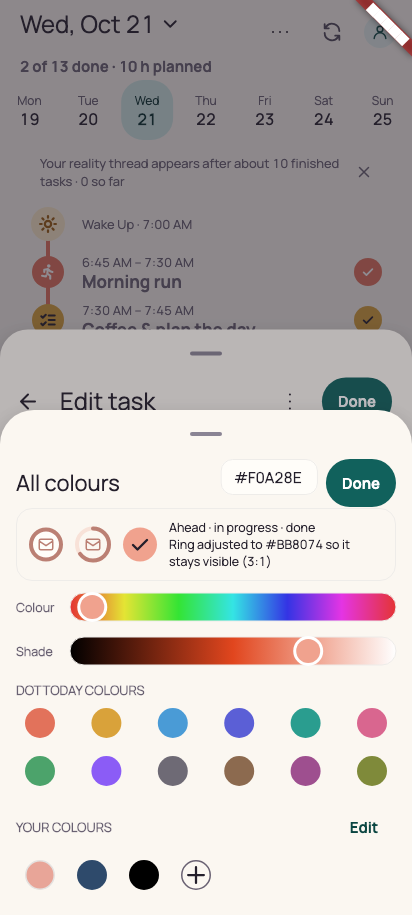 Wed, Oct 21
2 of 13 done · 10 h planned
Mon Tue Wed Thu Fri Sat Sun
19 20 21 22 23 24 25
Your reality thread appears after about 10 finished
tasks · 0 so far
Wake Up · 7:00 AM
6:45 AM – 7:30 AM
Morning run
7:30 AM – 7:45 AM
Coffee & plan the day
Edit task
Done
All colours
#F0A28E
Done
Ahead · in progress · done
Ring adjusted to #BB8074 so it
stays visible (3:1)
Colour
Shade
DOTTODAY COLOURS
YOUR COLOURS
Edit